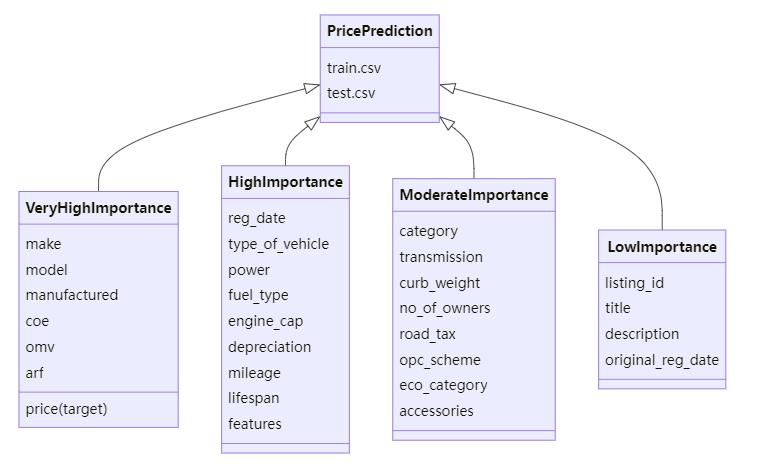 PricePrediction
train.csv
test.csv
VeryHighImportance
make
model
manufactured
coe
omv
arf
price(target)
HighImportance
reg_date
type_of_vehicle
power
fuel_type
engine_cap
depreciation
mileage
lifespan
features
ModerateImportance
category
transmission
curb_weight
no_of_owners
road_tax
opc_scheme
eco_category
accessories
LowImportance
listing_id
title
description
original_reg_date